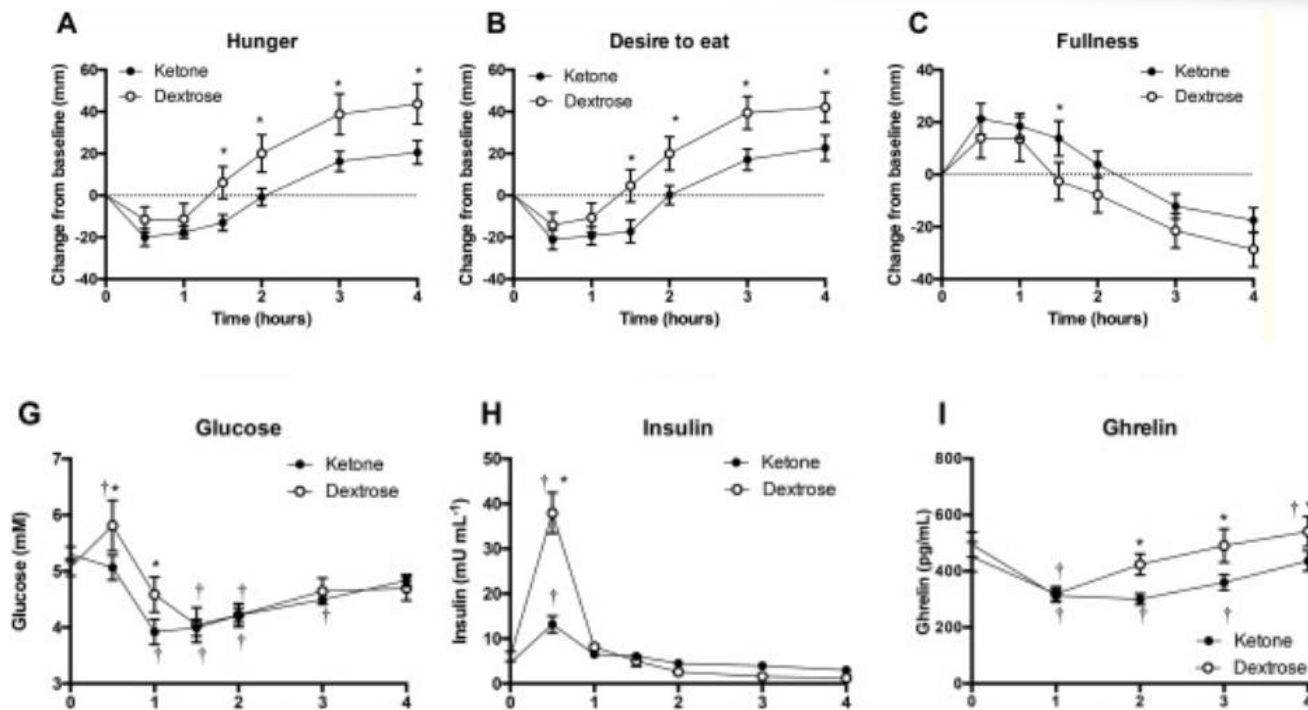 A
Hunger
Ketone
Dextrose
Change from baseline (mm)
60
40
20
0
-20
-40
* * * *
0 1 2 3 4
Time (hours)
B
Desire to eat
Ketone
Dextrose
Change from baseline (mm)
60
40
20
0
-20
-40
* * * *
0 1 2 3 4
Time (hours)
C
Fullness
Ketone
Dextrose
Change from baseline (mm)
40
20
0
-20
-40
*
0 1 2 3 4
Time (hours)
G
Glucose
Ketone
Dextrose
Glucose (mM)
7
6
5
4
3
† *
*
† †
† † † †
0 1 2 3 4
H
Insulin
Ketone
Dextrose
Insulin (mU mL⁻¹)
50
40
30
20
10
0
† *
†
0 1 2 3 4
I
Ghrelin
Ghrelin (pg/mL)
800
600
400
200
0
† * * † *
† † †
Ketone
Dextrose
0 1 2 3 4